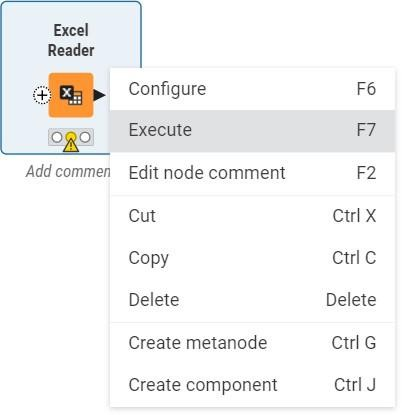 Excel
Reader
Configure F6
Execute F7
Add commen
Edit node comment F2
Cut Ctrl X
Copy Ctrl C
Delete Delete
Create metanode Ctrl G
Create component Ctrl J